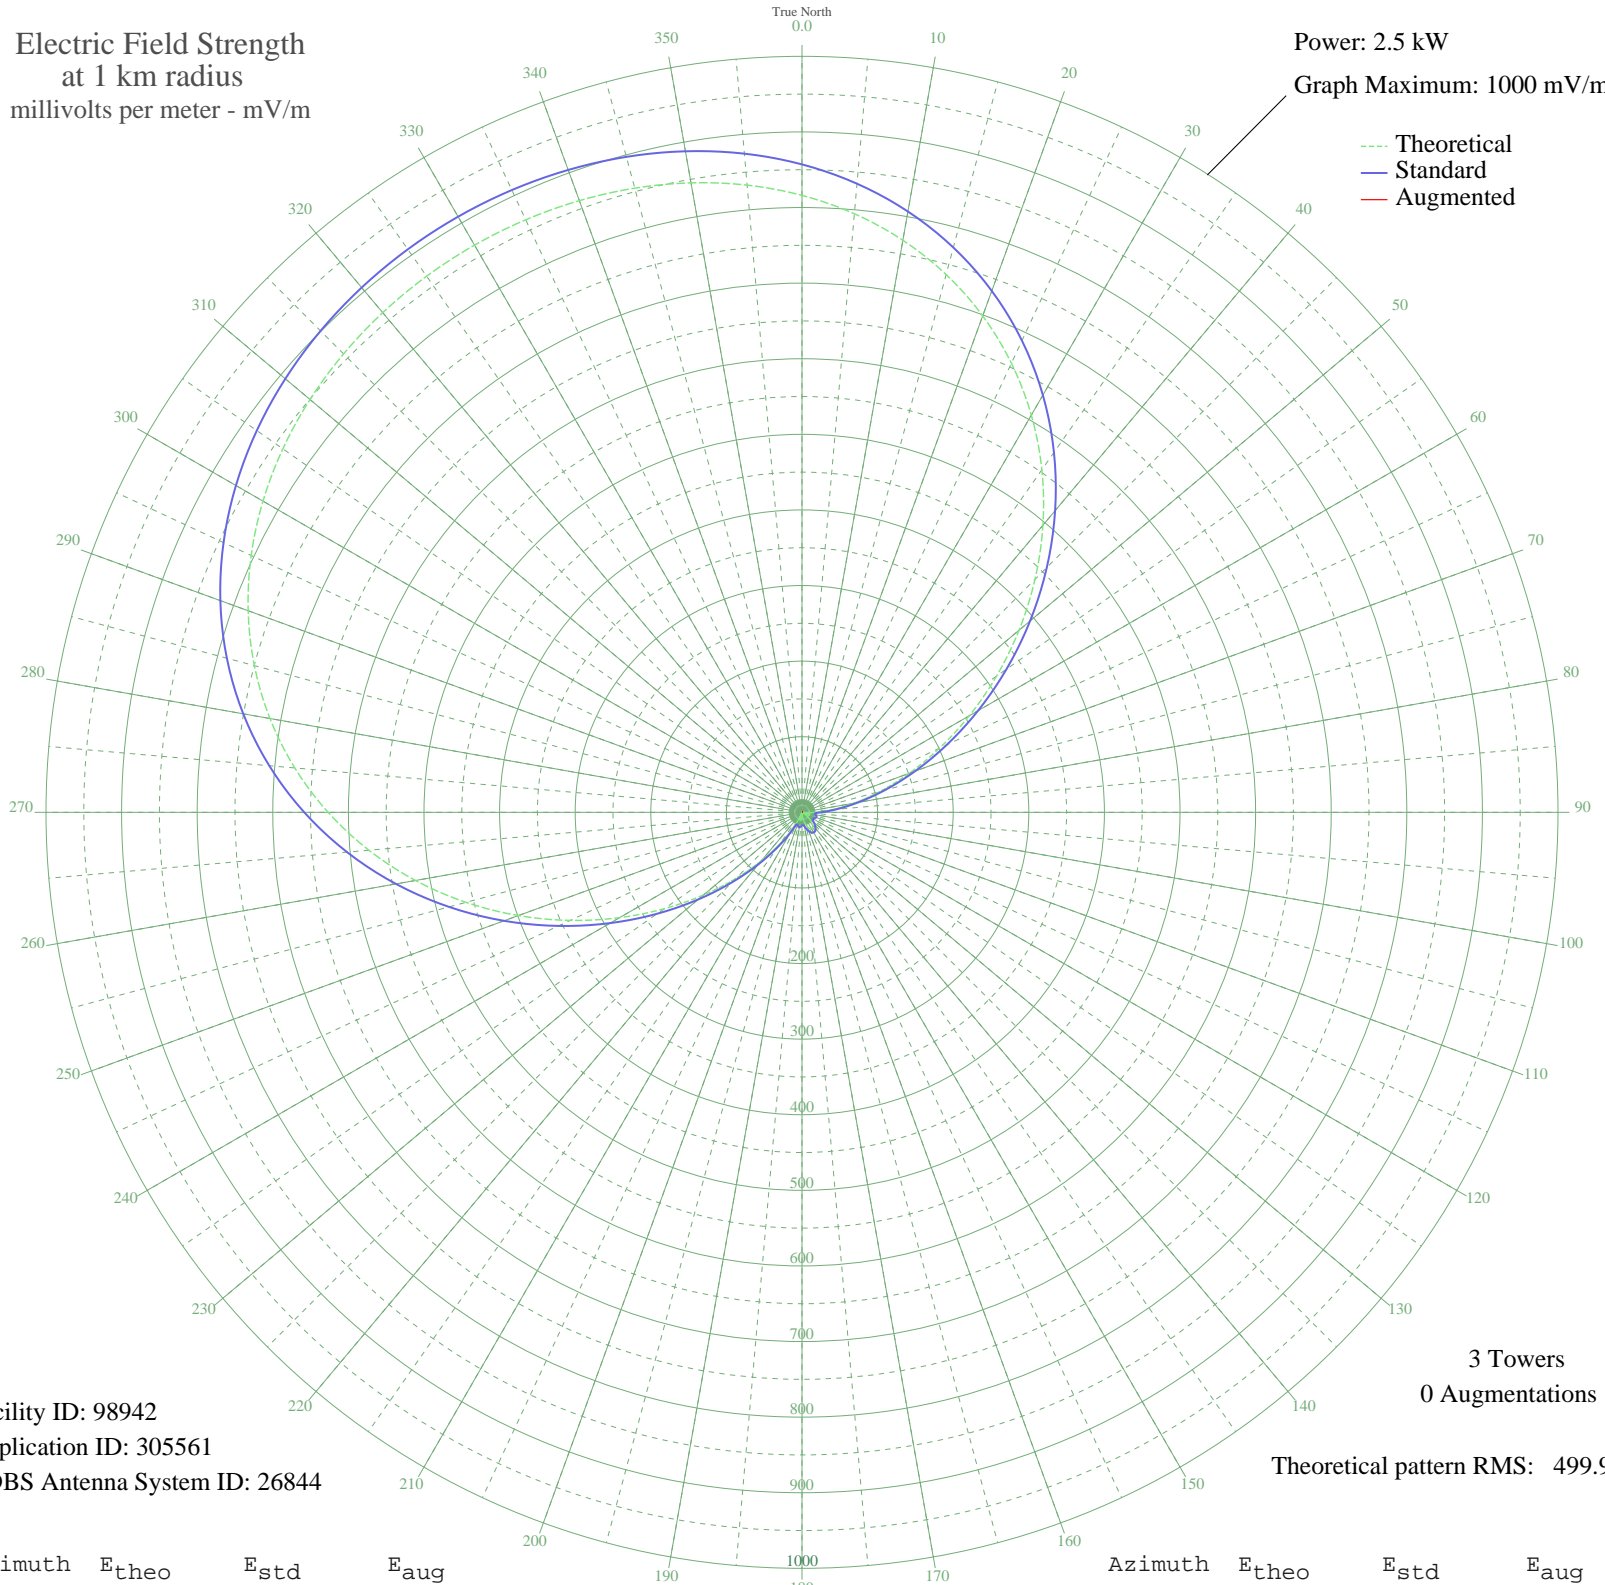 True North
0.0
Electric Field Strength
at 1 km radius
millivolts per meter - mV/m
Power: 2.5 kW
Graph Maximum: 1000 mV/m
Theoretical
Standard
Augmented
10
20
30
40
50
60
70
80
90
100
110
120
130
140
150
160
170
190
200
210
220
230
240
250
260
270
280
290
300
310
320
330
340
350
200
300
400
500
600
700
800
900
1000
3 Towers
0 Augmentations
Theoretical pattern RMS: 499.9
cility ID: 98942
plication ID: 305561
DBS Antenna System ID: 26844
imuth Etheo Estd Eaug
Azimuth Etheo Estd Eaug